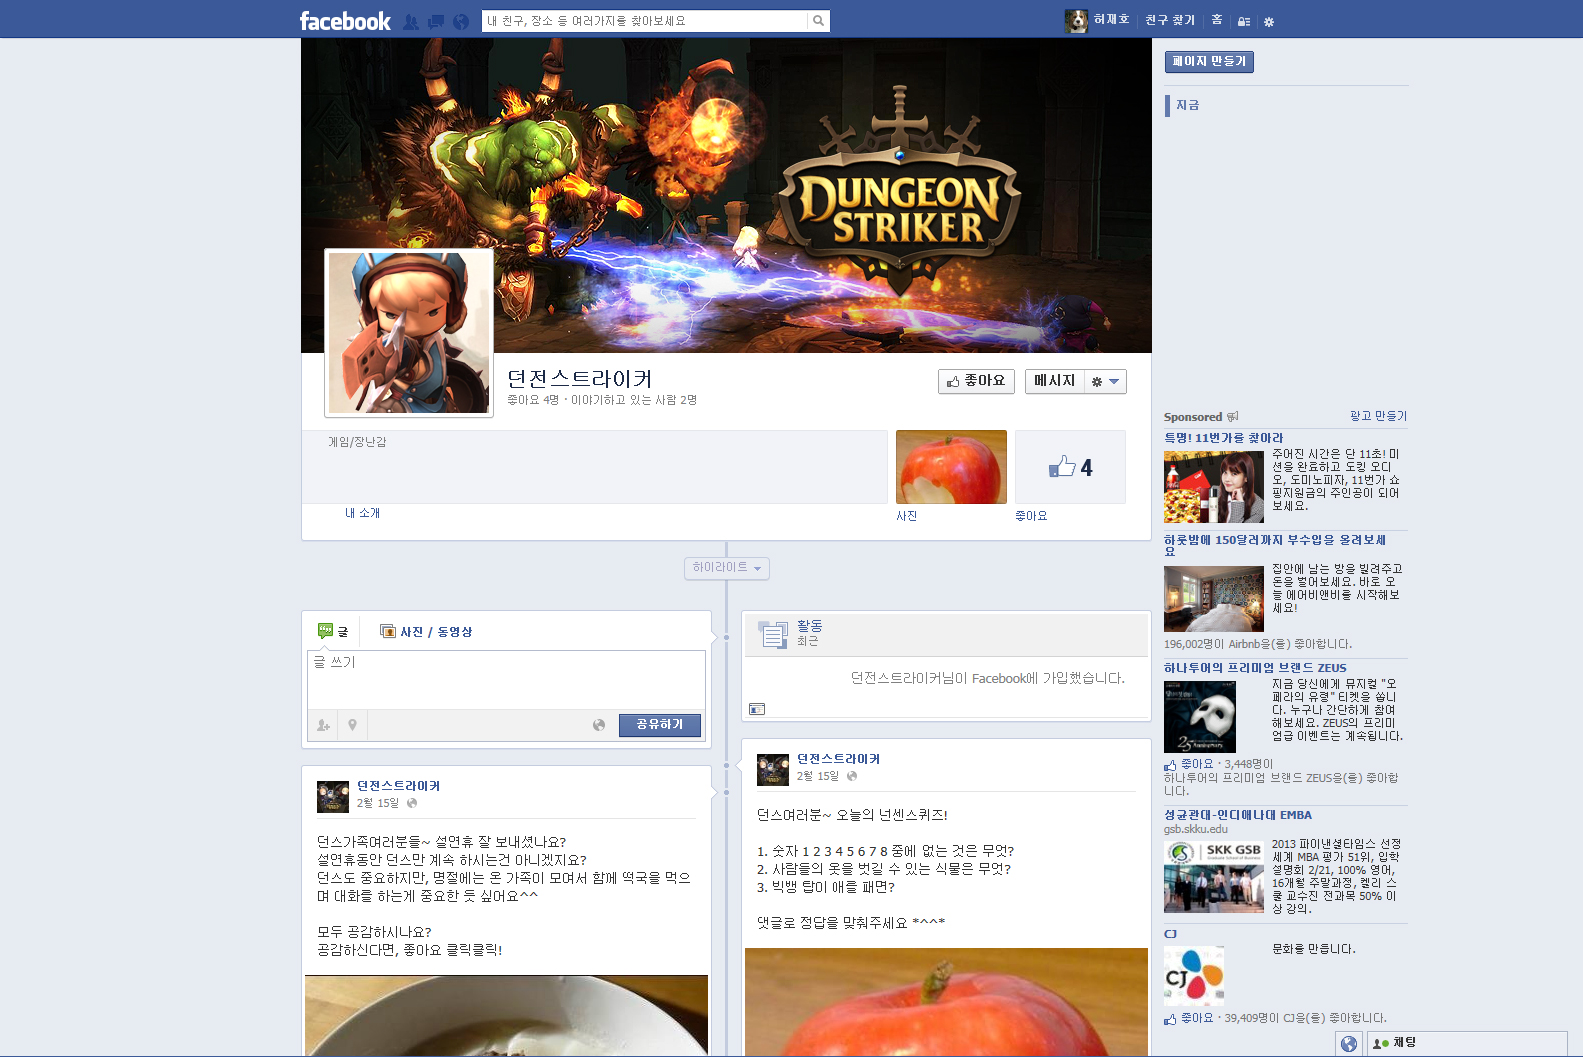 facebook
내 친구, 장소 등 여러가지를 찾아보세요
허재호
친구 찾기
홈
페이지 만들기
지금
DUNGEON
STRIKER
던전스트라이커
좋아요 4명 · 이야기하고 있는 사람 2명
좋아요
메시지
게임/장난감
내 소개
사진
4
좋아요
하이라이트
글
사진 / 동영상
글 쓰기
공유하기
활동
최근
던전스트라이커님이 Facebook에 가입했습니다.
던전스트라이커
2월 15일
던스가족여러분들~ 설연휴 잘 보내셨나요?
설연휴동안 던스만 계속 하시는건 아니겠지요?
던스도 중요하지만, 명절에는 온 가족이 모여서 함께 떡국을 먹으
며 대화를 하는게 중요한 듯 싶어요^^
모두 공감하시나요?
공감하신다면, 좋아요 클릭클릭!
던전스트라이커
2월 15일
던스여러분~ 오늘의 넌센스퀴즈!
1. 숫자 1 2 3 4 5 6 7 8 중에 없는 것은 무엇?
2. 사람들의 옷을 벗길 수 있는 식물은 무엇?
3. 빅뱅 탑이 애를 패면?
댓글로 정답을 맞춰주세요 *^^*
Sponsored
광고 만들기
특명! 11번가를 찾아라
주어진 시간은 단 11초! 미
션을 완료하고 도킹 오디
오, 도미노피자, 11번가 쇼
핑지원금의 주인공이 되어
보세요.
하룻밤에 150달러까지 부수입을 올려보세
요
집안에 남는 방을 빌려주고
돈을 벌어보세요. 바로 오
늘 에어비앤비를 시작해보
세요!
196,002명이 Airbnb을(를) 좋아합니다.
하나투어의 프리미엄 브랜드 ZEUS
지금 당신에게 뮤지컬 "오
페라의 유령" 티켓을 쏩니
다. 누구나 간단하게 참여
해보세요. ZEUS의 프리미
엄급 이벤트는 계속됩니다.
25 Anniversary
좋아요 · 3,448명이
하나투어의 프리미엄 브랜드 ZEUS을(를) 좋아합
니다.
성균관대-인디애나대 EMBA
gsb.skku.edu
SKK GSB
2013 파이낸셜타임스 선정
세계 MBA 평가 51위, 입학
설명회 2/21, 100% 영어,
16개월 주말과정, 켈리 스
쿨 교수진 전과목 50% 이
상 강의.
CJ
문화를 만듭니다.
CJ
좋아요 · 39,409명이 CJ을(를) 좋아합니다.
채팅